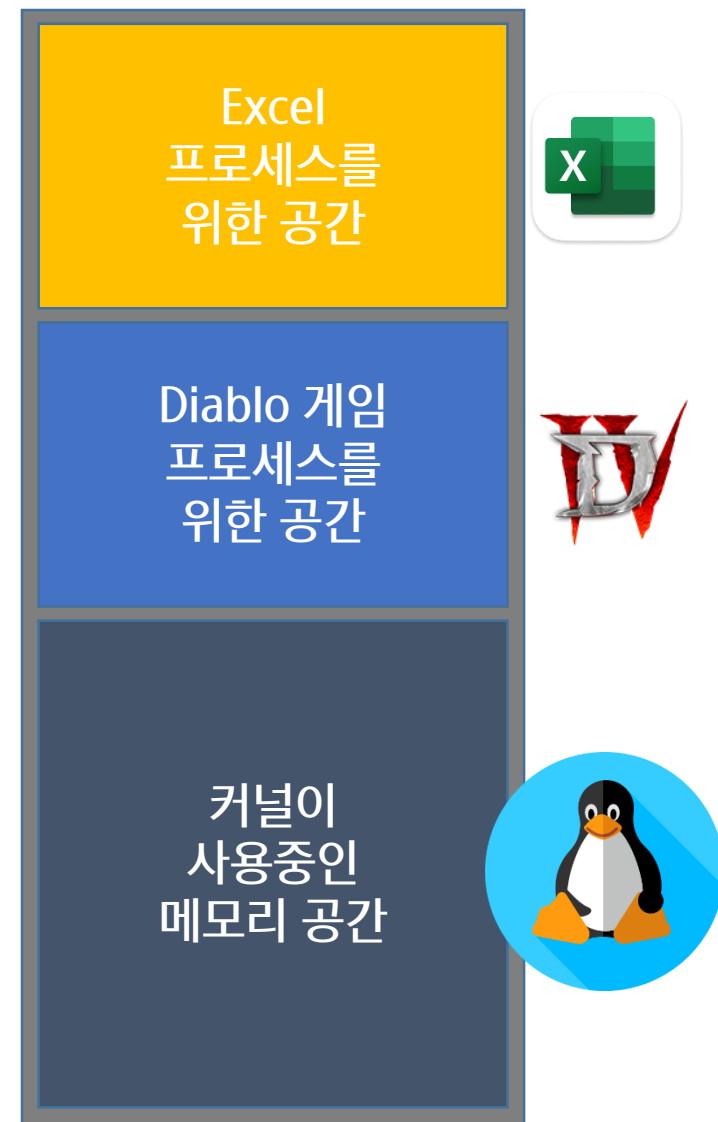 Excel
프로세스를
위한 공간
X
Diablo 게임
프로세스를
위한 공간
IV
D
커널이
사용중인
메모리 공간